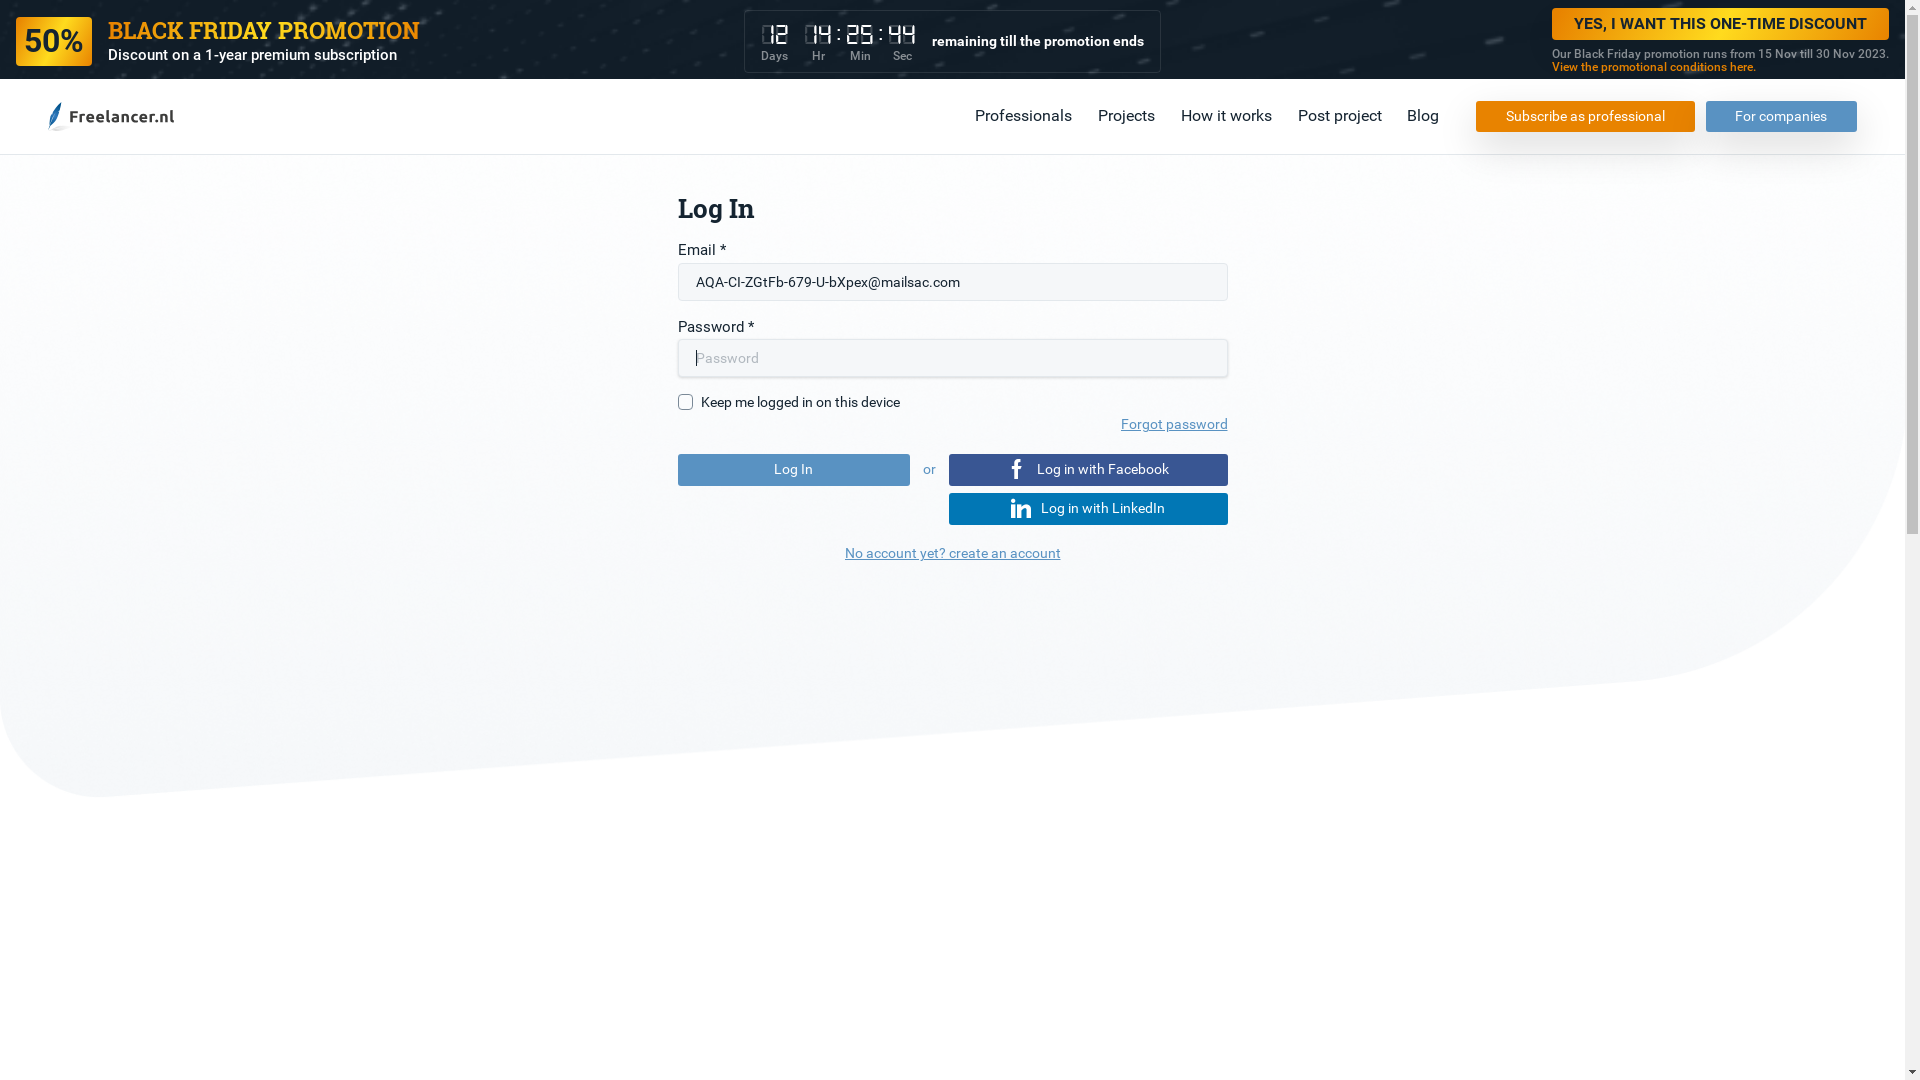 50%
BLACK FRIDAY PROMOTION
Discount on a 1-year premium subscription
12 14 : 25 : 44
Days Hr Min Sec
remaining till the promotion ends
YES, I WANT THIS ONE-TIME DISCOUNT
Our Black Friday promotion runs from 15 Nov till 30 Nov 2023.
View the promotional conditions here.
Freelancer.nl
Professionals Projects How it works Post project Blog Subscribe as professional For companies
Log In
Email *
AQA-CI-ZGtFb-679-U-bXpex@mailsac.com
Password *
Password
Keep me logged in on this device
Forgot password
Log In or Log in with Facebook
Log in with LinkedIn
No account yet? create an account